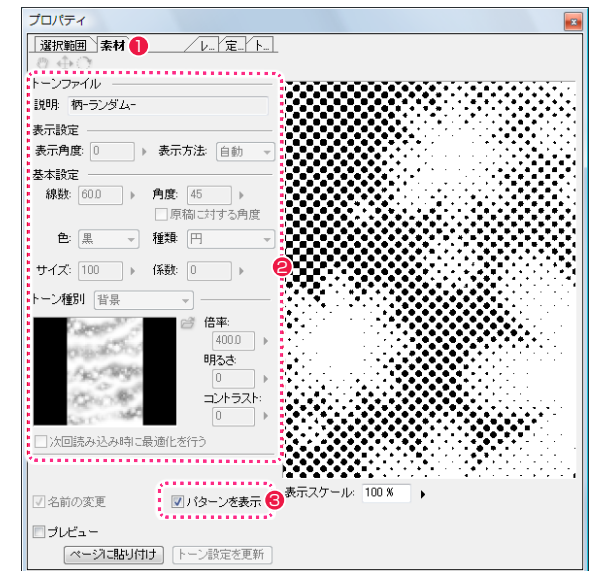 プロパティ
選択範囲 素材 1 レ... 定... ト...
トーンファイル
説明: 柄-ランダム-
表示設定
表示角度: 0 表示方法: 自動
基本設定
線数: 60.0 角度: 45
原稿に対する角度
色: 黒 種類: 円
サイズ: 100 係数: 0
2
トーン種別 背景
倍率:
400.0
明るさ:
0
コントラスト:
0
次回読み込み時に最適化を行う
名前の変更 パターンを表示 3 表示スケール: 100 %
プレビュー
ページに貼り付け トーン設定を更新